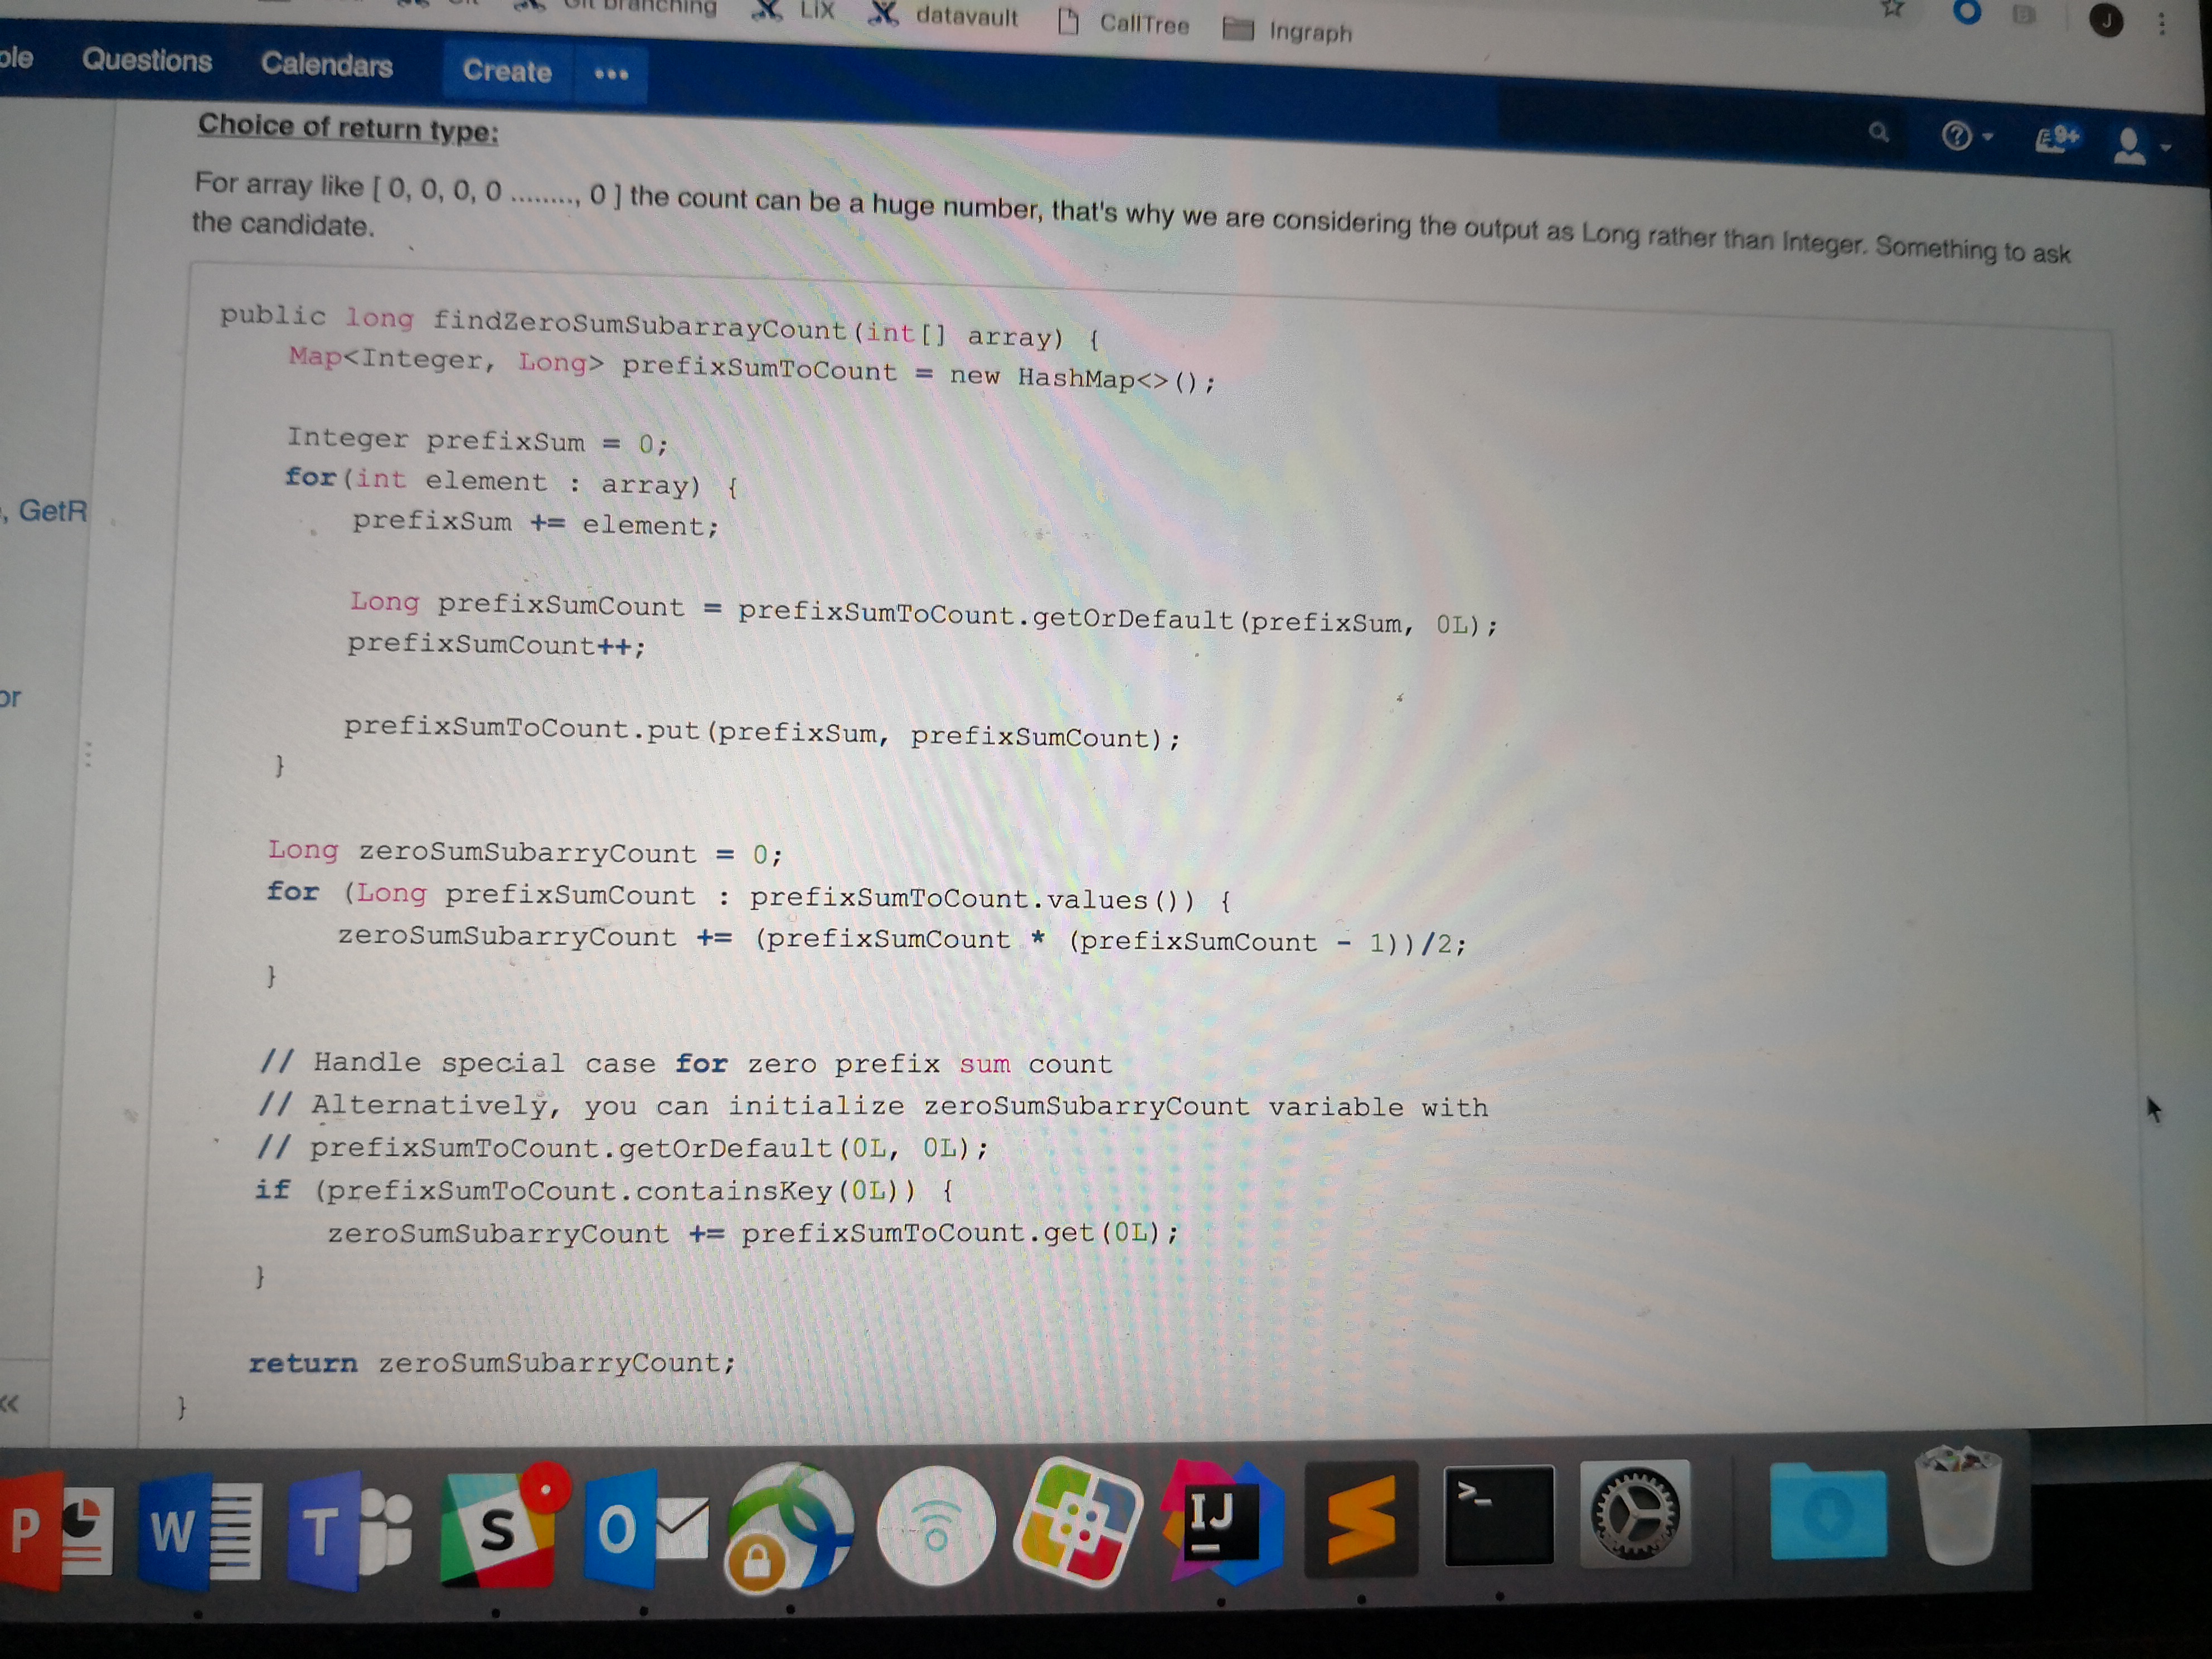 Git branching
LiX
datavault
CallTree
Ingraph
J
ple
Questions
Calendars
Create
•••
?
9+
Choice of return type:
For array like [ 0, 0, 0, 0 ........, 0 ] the count can be a huge number, that's why we are considering the output as Long rather than Integer. Something to ask
the candidate.
public long findZeroSumSubarrayCount(int[] array) {
Map<Integer, Long> prefixSumToCount = new HashMap<>();
Integer prefixSum = 0;
for(int element : array) {
, GetR
prefixSum += element;
Long prefixSumCount = prefixSumToCount.getOrDefault(prefixSum, 0L);
prefixSumCount++;
or
prefixSumToCount.put(prefixSum, prefixSumCount);
}
Long zeroSumSubarryCount = 0;
for (Long prefixSumCount : prefixSumToCount.values()) {
zeroSumSubarryCount += (prefixSumCount * (prefixSumCount - 1))/2;
}
// Handle special case for zero prefix sum count
// Alternatively, you can initialize zeroSumSubarryCount variable with
// prefixSumToCount.getOrDefault(0L, 0L);
if (prefixSumToCount.containsKey(0L)) {
zeroSumSubarryCount += prefixSumToCount.get(0L);
}
return zeroSumSubarryCount;
}
<<
P
W
T
S
O
IJ
>_